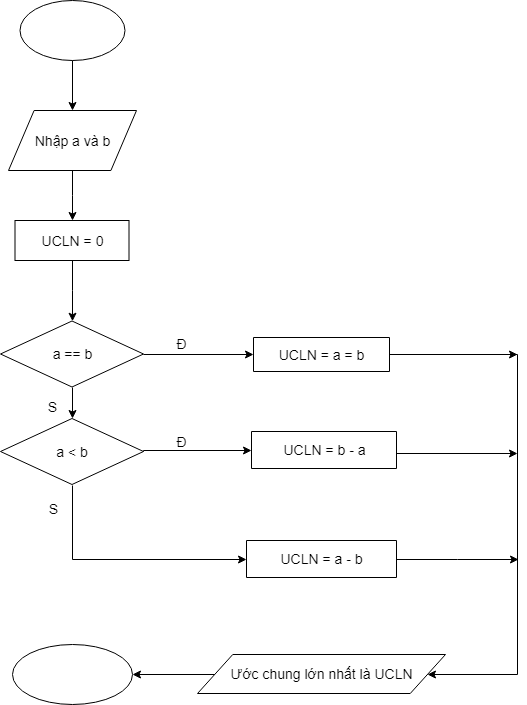 Nhập a và b
UCLN = 0
a == b
Đ
UCLN = a = b
S
a < b
Đ
UCLN = b - a
S
UCLN = a - b
Ước chung lớn nhất là UCLN